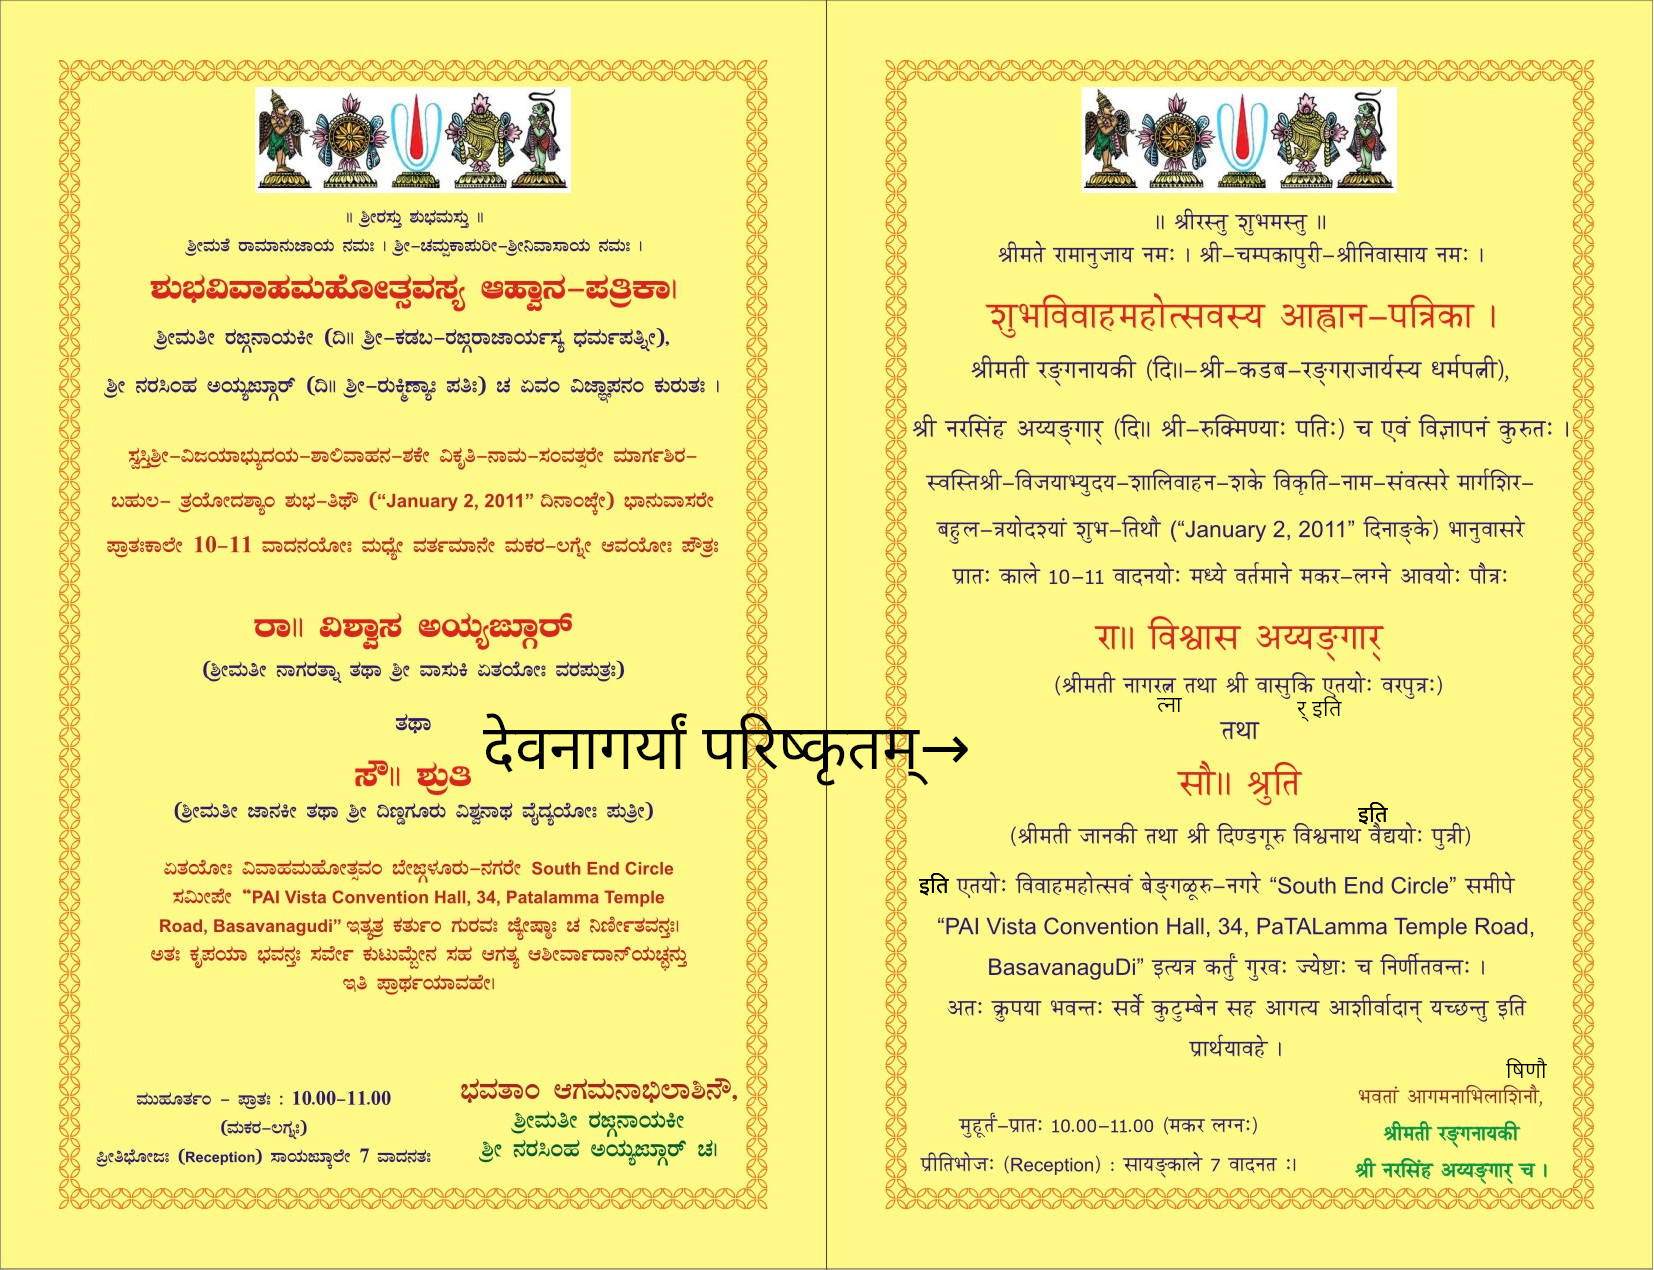 ॥ ಶ್ರೀರಸ್ತು ಶುಭಮಸ್ತು ॥
ಶ್ರೀಮತೆ ರಾಮಾನುಜಾಯ ನಮಃ । ಶ್ರೀ-ಚಮ್ಪಕಾಪುರೀ-ಶ್ರೀನಿವಾಸಾಯ ನಮಃ ।
ಶುಭವಿವಾಹಮಹೋತ್ಸವಸ್ಯ ಆಹ್ವಾನ-ಪತ್ರಿಕಾ।
ಶ್ರೀಮತೀ ರಙ್ಗನಾಯಕೀ (ದಿ॥ ಶ್ರೀ-ಕಡಬ-ರಙ್ಗರಾಜಾರ್ಯಸ್ಯ ಧರ್ಮಪತ್ನೀ),
ಶ್ರೀ ನರಸಿಂಹ ಅಯ್ಯಙ್ಗಾರ್ (ದಿ॥ ಶ್ರೀ-ರುಕ್ಮಿಣ್ಯಾಃ ಪತಿಃ) ಚ ಏವಂ ವಿಜ್ಞಾಪನಂ ಕುರುತಃ ।
ಸ್ವಸ್ತಿಶ್ರೀ-ವಿಜಯಾಭ್ಯುದಯ-ಶಾಲಿವಾಹನ-ಶಕೇ ವಿಕೃತಿ-ನಾಮ-ಸಂವತ್ಸರೇ ಮಾರ್ಗಶಿರ-
ಬಹುಲ- ತ್ರಯೋದಶ್ಯಾಂ ಶುಭ-ತಿಥೌ (“January 2, 2011” ದಿನಾಂಙ್ಕೇ) ಭಾನುವಾಸರೇ
ಪ್ರಾತಃಕಾಲೇ 10-11 ವಾದನಯೋಃ ಮಧ್ಯೇ ವರ್ತಮಾನೇ ಮಕರ-ಲಗ್ನೇ ಆವಯೋಃ ಪೌತ್ರಃ
ರಾ॥ ವಿಶ್ವಾಸ ಅಯ್ಯಙ್ಗಾರ್
(ಶ್ರೀಮತೀ ನಾಗರತ್ನಾ ತಥಾ ಶ್ರೀ ವಾಸುಕಿ ಏತಯೋಃ ವರಪುತ್ರಃ)
ತಥಾ
ಸೌ॥ ಶ್ರುತಿ
(ಶ್ರೀಮತೀ ಜಾನಕೀ ತಥಾ ಶ್ರೀ ದಿಣ್ಡಗೂರು ವಿಶ್ವನಾಥ ವೈದ್ಯಯೋಃ ಪುತ್ರೀ)
ಏತಯೋಃ ವಿವಾಹಮಹೋತ್ಸವಂ ಬೇಙ್ಗಳೂರು-ನಗರೇ South End Circle
ಸಮೀಪೇ “PAI Vista Convention Hall, 34, Patalamma Temple
Road, Basavanagudi” ಇತ್ಯತ್ರ ಕರ್ತುಂ ಗುರವಃ ಜ್ಯೇಷ್ಠಾಃ ಚ ನಿರ್ಣೀತವನ್ತಃ।
ಅತಃ ಕೃಪಯಾ ಭವನ್ತಃ ಸರ್ವೇ ಕುಟುಮ್ಬೇನ ಸಹ ಆಗತ್ಯ ಆಶೀರ್ವಾದಾನ್‌ಯಚ್ಛನ್ತು
ಇತಿ ಪ್ರಾರ್ಥಯಾವಹೇ।
ಮುಹೂರ್ತಂ - ಪ್ರಾತಃ : 10.00-11.00
(ಮಕರ-ಲಗ್ನಃ)
ಪ್ರೀತಿಭೋಜಃ (Reception) ಸಾಯಙ್ಕಾಲೇ 7 ವಾದನತಃ
ಭವತಾಂ ಆಗಮನಾಭಿಲಾಶಿನೌ,
ಶ್ರೀಮತೀ ರಙ್ಗನಾಯಕೀ
ಶ್ರೀ ನರಸಿಂಹ ಅಯ್ಯಙ್ಗಾರ್ ಚ।
देवनागर्यां परिष्कृतम्→
॥ श्रीरस्तु शुभमस्तु ॥
श्रीमते रामानुजाय नमः । श्री-चम्पकापुरी-श्रीनिवासाय नमः ।
शुभविवाहमहोत्सवस्य आह्वान-पत्रिका ।
श्रीमती रङ्गनायकी (दि॥-श्री-कडब-रङ्गराजार्यस्य धर्मपत्नी),
श्री नरसिंह अय्यङ्गार् (दि॥ श्री-रुक्मिण्याः पतिः) च एवं विज्ञापनं कुरुतः ।
स्वस्तिश्री-विजयाभ्युदय-शालिवाहन-शके विकृति-नाम-संवत्सरे मार्गशिर-
बहुल-त्रयोदश्यां शुभ-तिथौ (“January 2, 2011” दिनाङ्के) भानुवासरे
प्रातः काले 10-11 वादनयोः मध्ये वर्तमाने मकर-लग्ने आवयोः पौत्रः
रा॥ विश्वास अय्यङ्गार्
(श्रीमती नागरत्न तथा श्री वासुकि एतयोः वरपुत्रः)
त्ना र् इति
तथा
सौ॥ श्रुति
इति
(श्रीमती जानकी तथा श्री दिण्डगूरु विश्वनाथ वैद्ययोः पुत्री)
इति एतयोः विवाहमहोत्सवं बेङ्गळूरु-नगरे “South End Circle” समीपे
“PAI Vista Convention Hall, 34, PaTALamma Temple Road,
BasavanaguDi” इत्यत्र कर्तुं गुरवः ज्येष्टाः च निर्णीतवन्तः ।
अतः क्रुपया भवन्तः सर्वे कुटुम्बेन सह आगत्य आशीर्वादान् यच्छन्तु इति
प्रार्थयावहे ।
मुहूर्तं-प्रातः 10.00-11.00 (मकर लग्नः)
प्रीतिभोजः (Reception) : सायङ्काले 7 वादनत ः।
षिणौ
भवतां आगमनाभिलाशिनौ,
श्रीमती रङ्गनायकी
श्री नरसिंह अय्यङ्गार् च ।